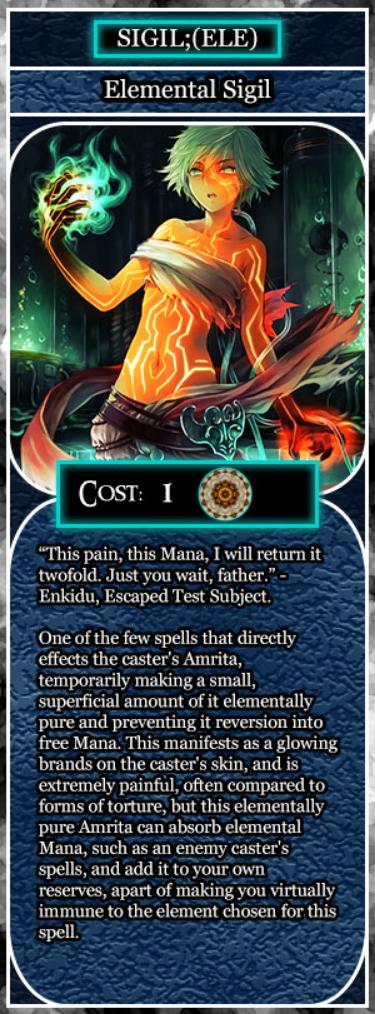 SIGIL;(ELE)
Elemental Sigil
Cost: 1
“This pain, this Mana, I will return it
twofold. Just you wait, father.” -
Enkidu, Escaped Test Subject.
One of the few spells that directly
effects the caster's Amrita,
temporarily making a small,
superficial amount of it elementally
pure and preventing it reversion into
free Mana. This manifests as a glowing
brands on the caster's skin, and is
extremely painful, often compared to
forms of torture, but this elementally
pure Amrita can absorb elemental
Mana, such as an enemy caster's
spells, and add it to your own
reserves, apart of making you virtually
immune to the element chosen for this
spell.